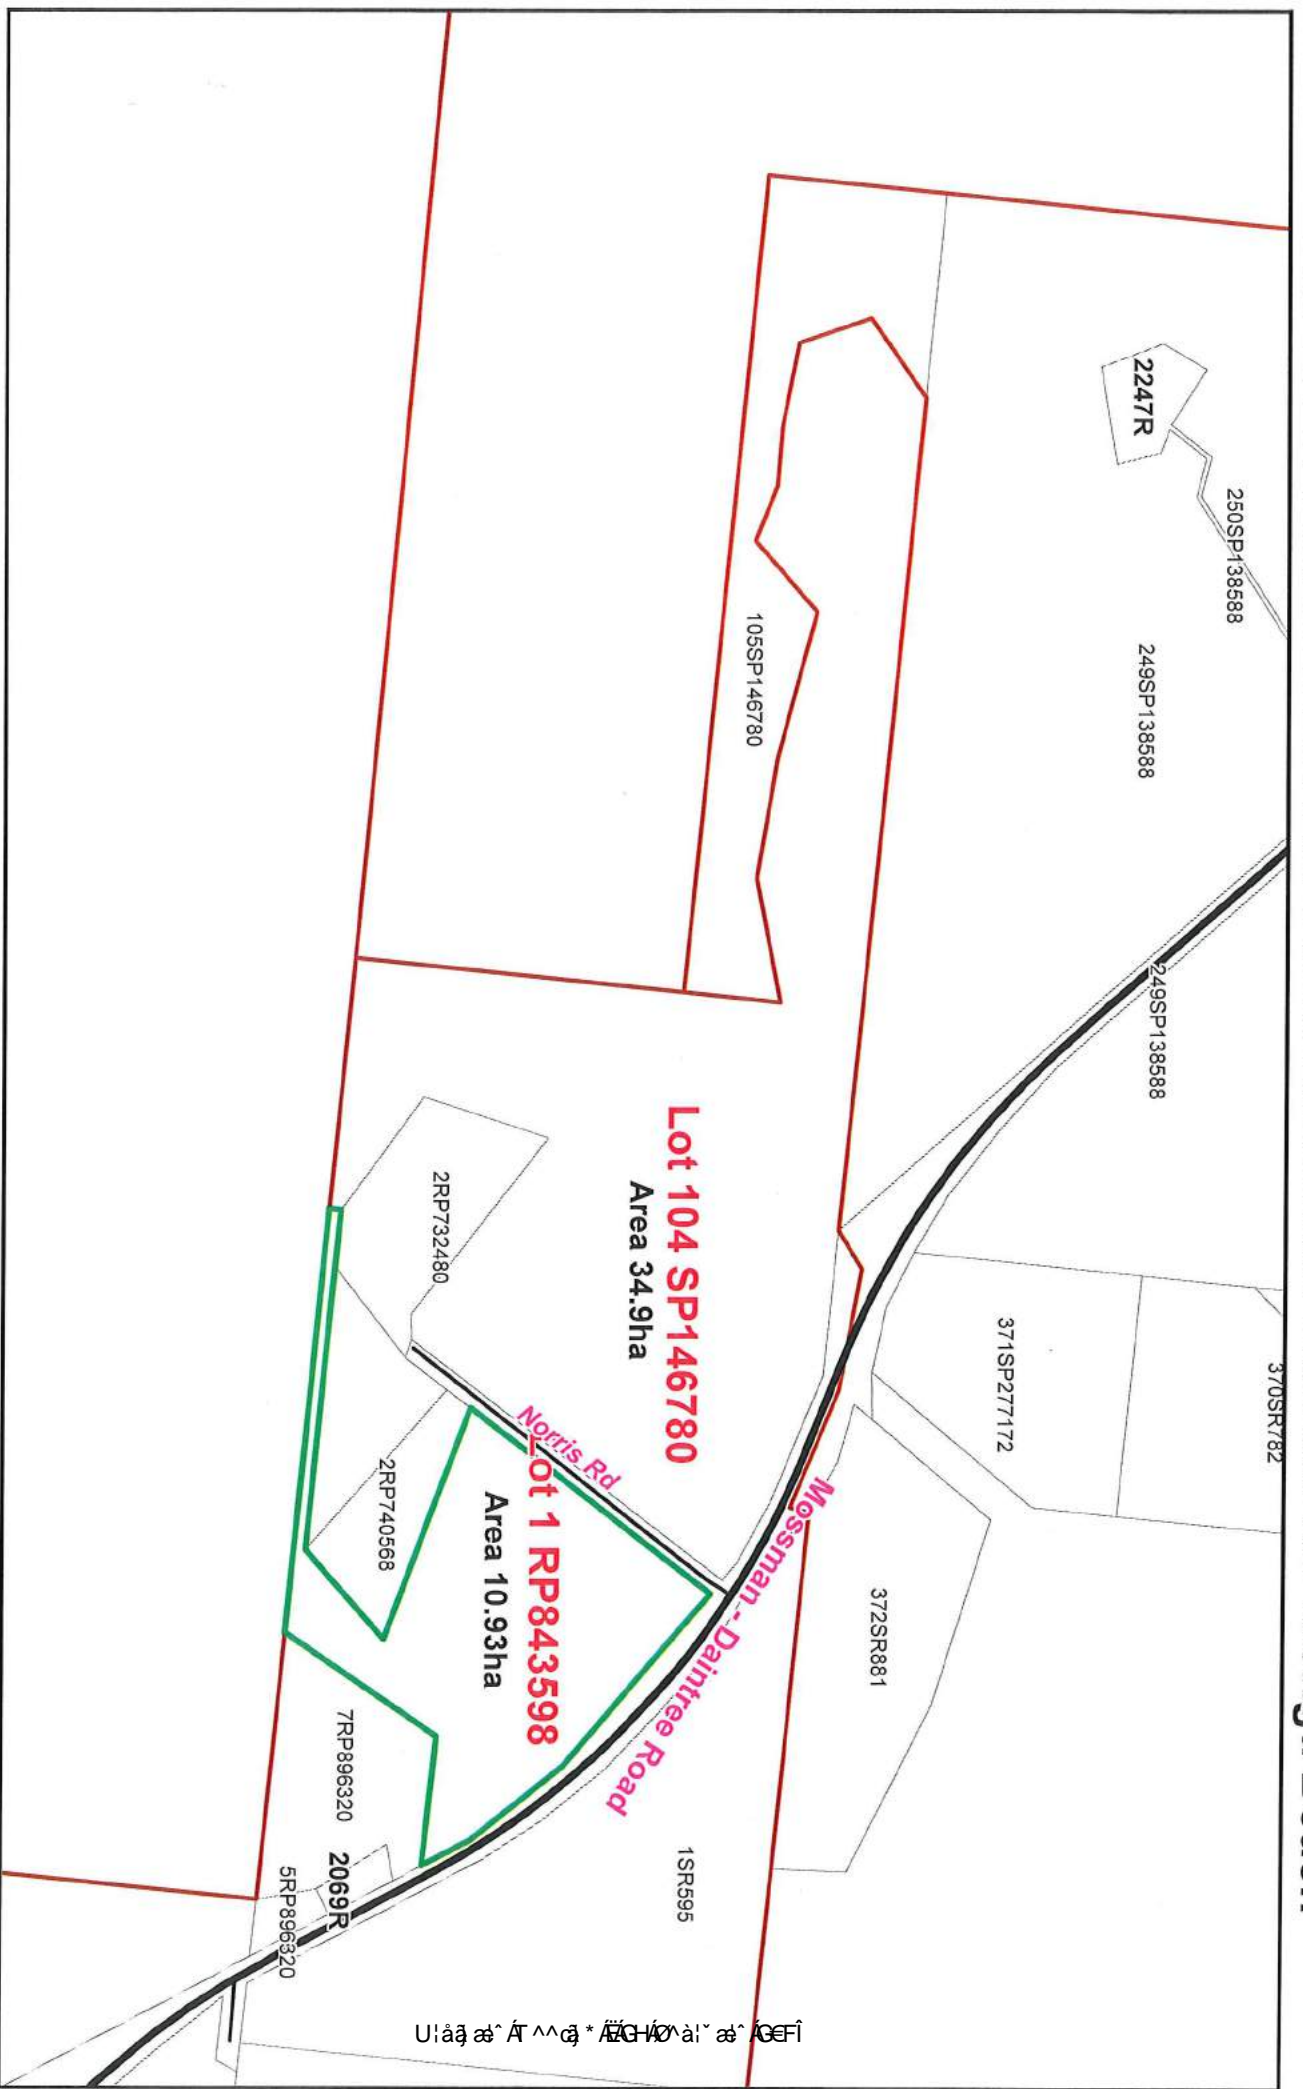 370SR782
371SP277172
249SP138588
250SP138588
249SP138588
2247R
372SR881
105SP146780
Lot 104 SP146780
Area 34.9ha
Mossman - Daintree Road
1SR595
Norris Rd
Lot 1 RP843598
Area 10.93ha
2RP732480
2RP740568
7RP896320
2069R
5RP896320